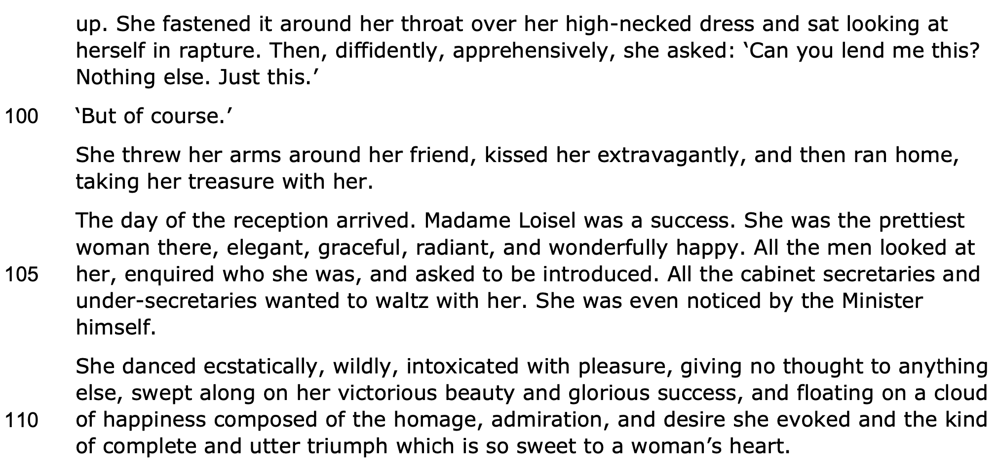 up. She fastened it around her throat over her high-necked dress and sat looking at
herself in rapture. Then, diffidently, apprehensively, she asked: ‘Can you lend me this?
Nothing else. Just this.’
100 ‘But of course.’
She threw her arms around her friend, kissed her extravagantly, and then ran home,
taking her treasure with her.
The day of the reception arrived. Madame Loisel was a success. She was the prettiest
woman there, elegant, graceful, radiant, and wonderfully happy. All the men looked at
105 her, enquired who she was, and asked to be introduced. All the cabinet secretaries and
under-secretaries wanted to waltz with her. She was even noticed by the Minister
himself.
She danced ecstatically, wildly, intoxicated with pleasure, giving no thought to anything
else, swept along on her victorious beauty and glorious success, and floating on a cloud
110 of happiness composed of the homage, admiration, and desire she evoked and the kind
of complete and utter triumph which is so sweet to a woman’s heart.